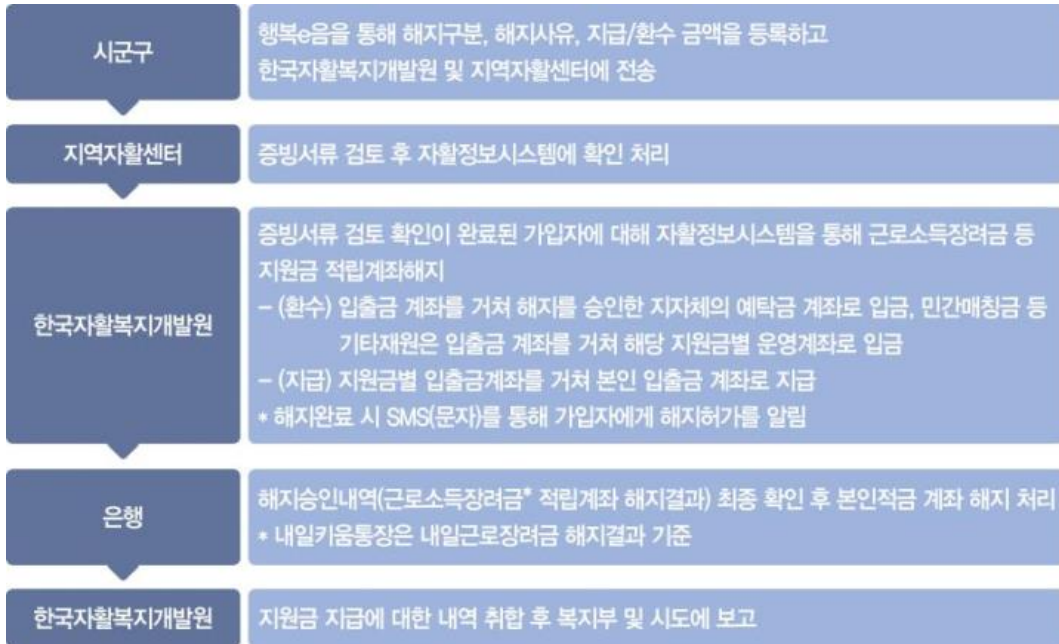 시군구
행복e음을 통해 해지구분, 해지사유, 지급/환수 금액을 등록하고
한국자활복지개발원 및 지역자활센터에 전송
지역자활센터
증빙서류 검토 후 자활정보시스템에 확인 처리
한국자활복지개발원
증빙서류 검토 확인이 완료된 가입자에 대해 자활정보시스템을 통해 근로소득장려금 등
지원금 적립계좌해지
– (환수) 입출금 계좌를 거쳐 해지를 승인한 지자체의 예탁금 계좌로 입금, 민간매칭금 등
기타재원은 입출금 계좌를 거쳐 해당 지원금별 운영계좌로 입금
– (지급) 지원금별 입출금계좌를 거쳐 본인 입출금 계좌로 지급
* 해지완료 시 SMS(문자)를 통해 가입자에게 해지허가를 알림
은행
해지승인내역(근로소득장려금* 적립계좌 해지결과) 최종 확인 후 본인적금 계좌 해지 처리
* 내일키움통장은 내일근로장려금 해지결과 기준
한국자활복지개발원
지원금 지급에 대한 내역 취합 후 복지부 및 시도에 보고